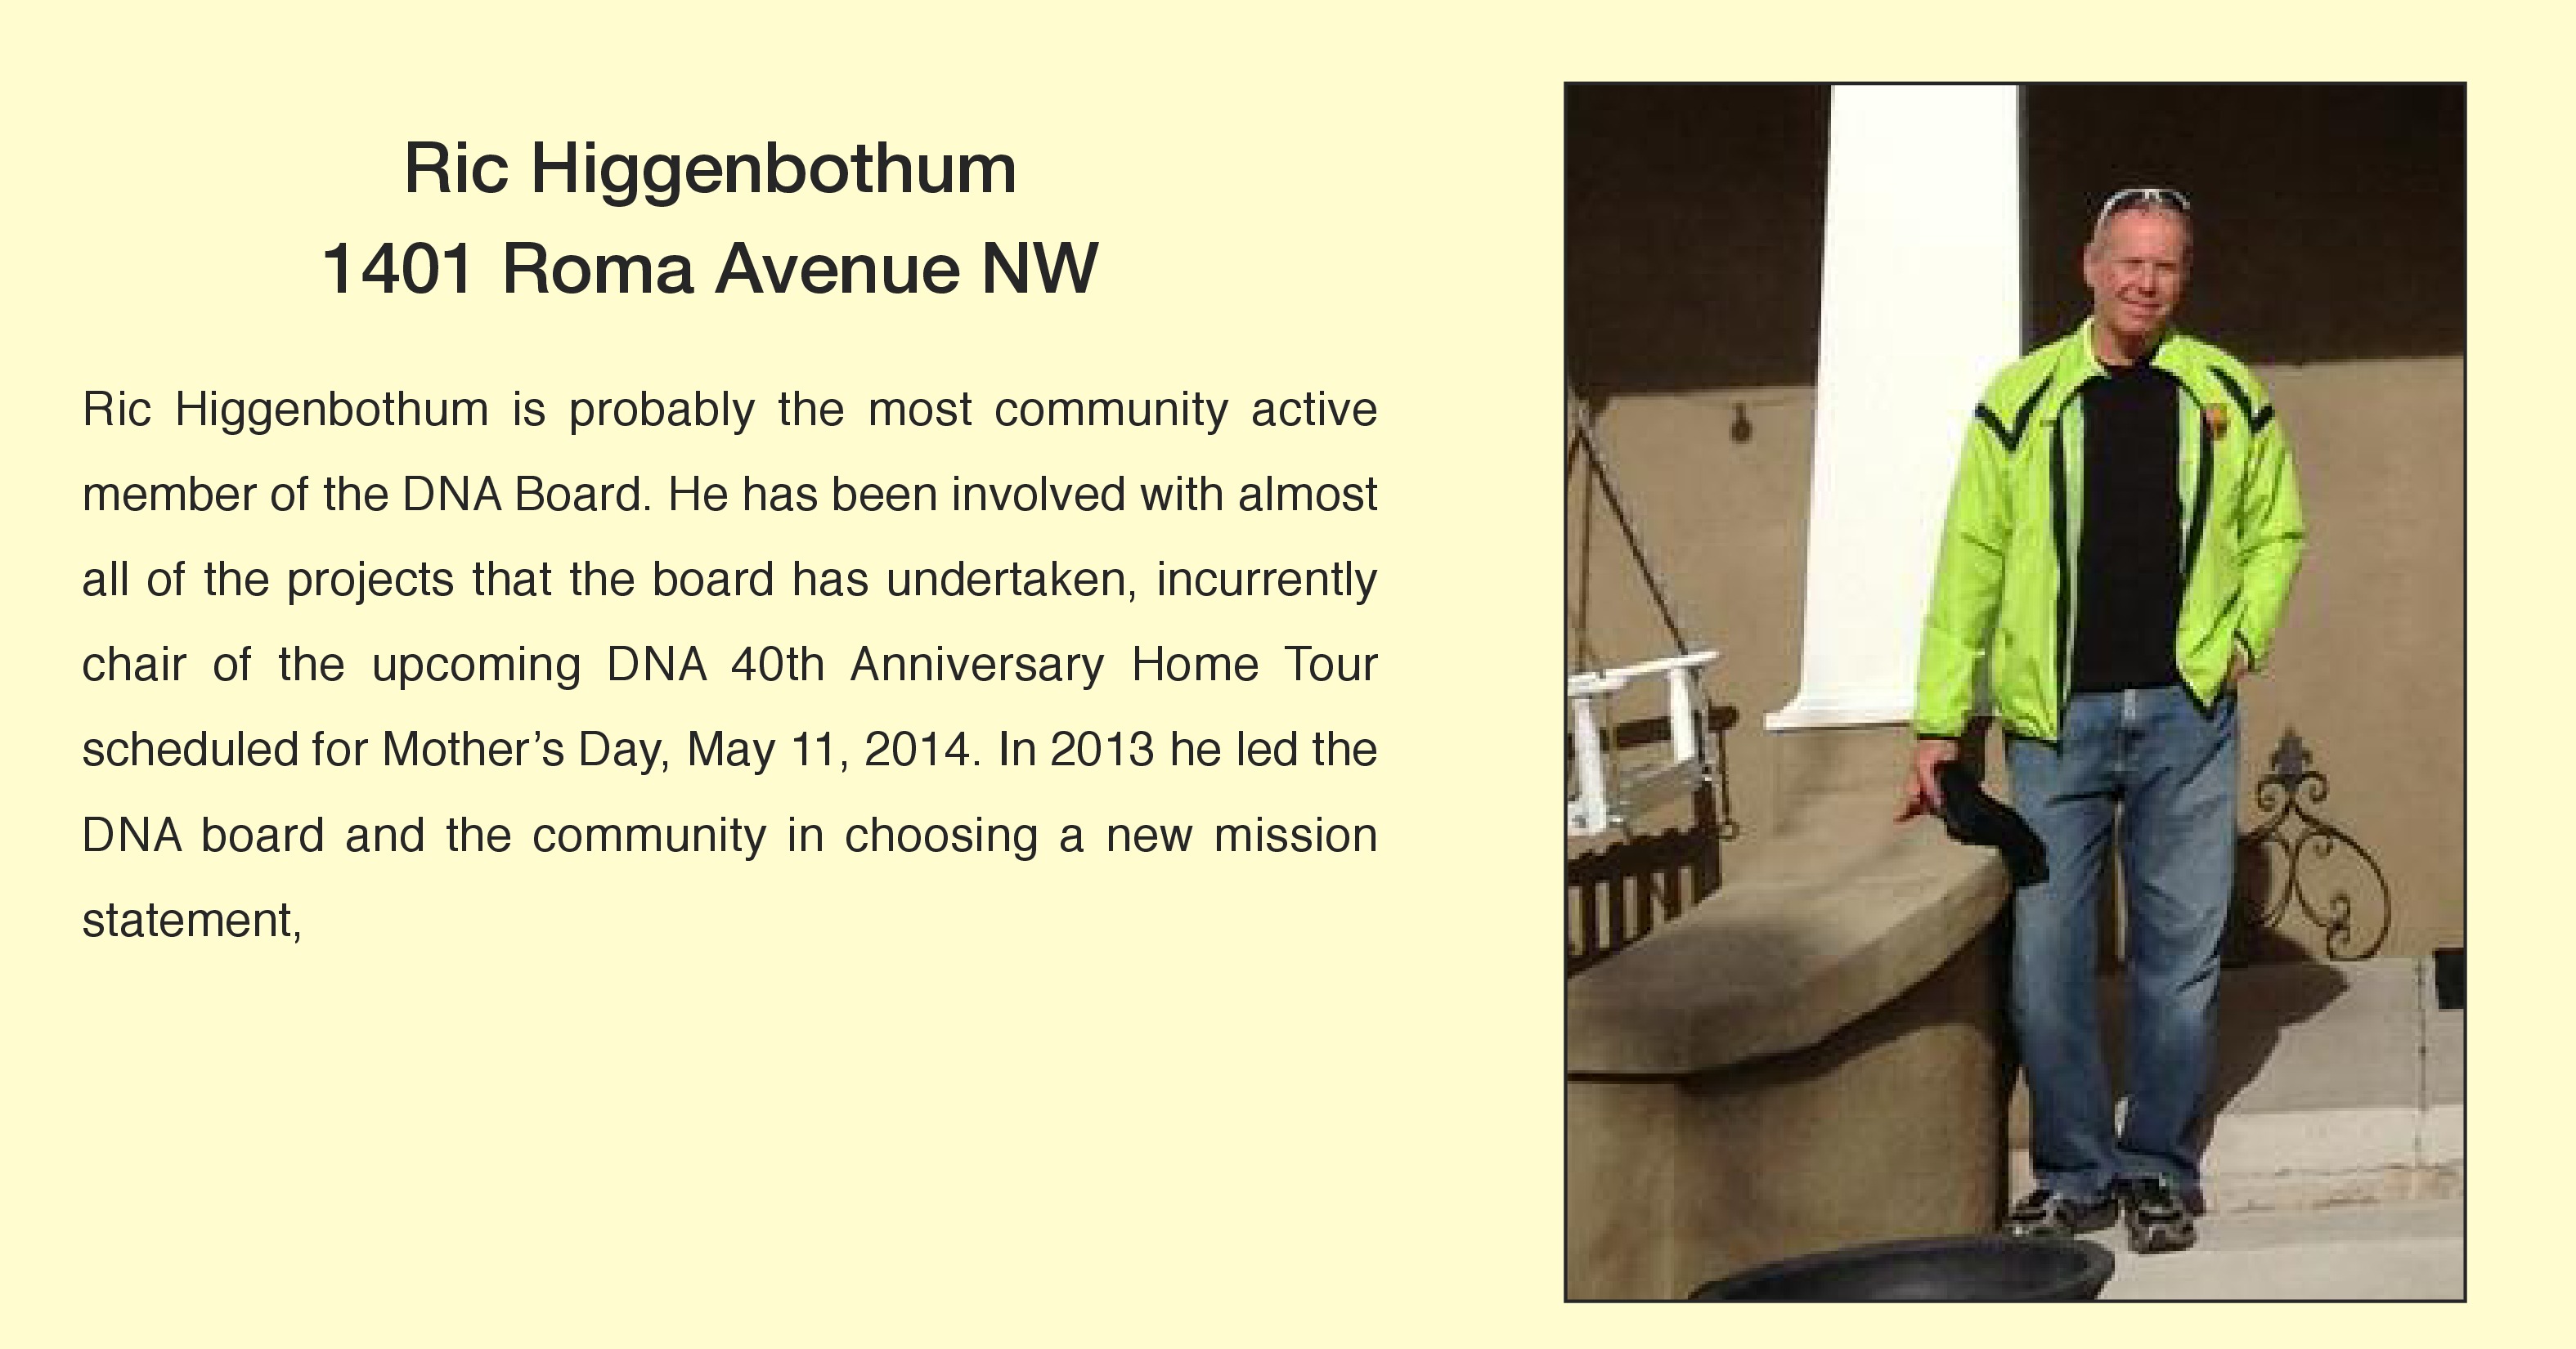 Ric Higgenbothum
1401 Roma Avenue NW
Ric Higgenbothum is probably the most community active
member of the DNA Board. He has been involved with almost
all of the projects that the board has undertaken, incurrently
chair of the upcoming DNA 40th Anniversary Home Tour
scheduled for Mother’s Day, May 11, 2014. In 2013 he led the
DNA board and the community in choosing a new mission
statement,